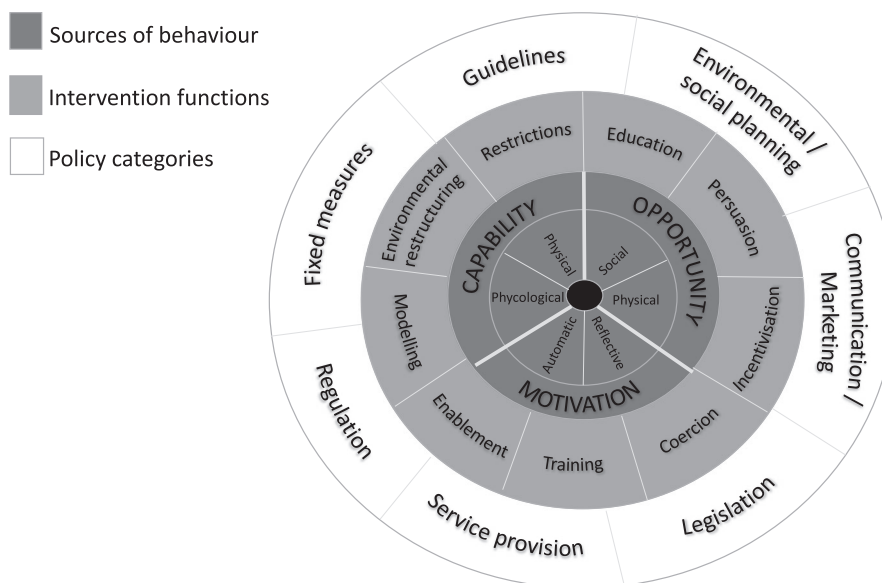 Sources of behaviour
Intervention functions
Policy categories
Guidelines
Environmental /
social planning
Communication /
Marketing
Legislation
Service provision
Regulation
Fixed measures
Restrictions
Education
Persuasion
Incentivisation
Coercion
Training
Enablement
Modelling
Environmental
restructuring
CAPABILITY
OPPORTUNITY
MOTIVATION
Physical
Social
Physical
Reflective
Automatic
Phycological